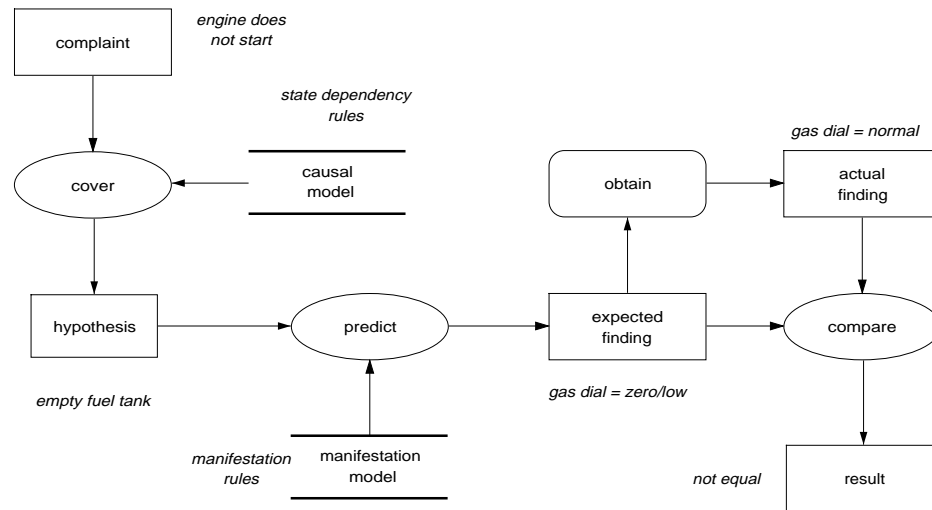 complaint
engine does
not start
state dependency
rules
cover
causal
model
obtain
gas dial = normal
actual
finding
hypothesis
empty fuel tank
predict
expected
finding
gas dial = zero/low
compare
manifestation
rules
manifestation
model
not equal
result